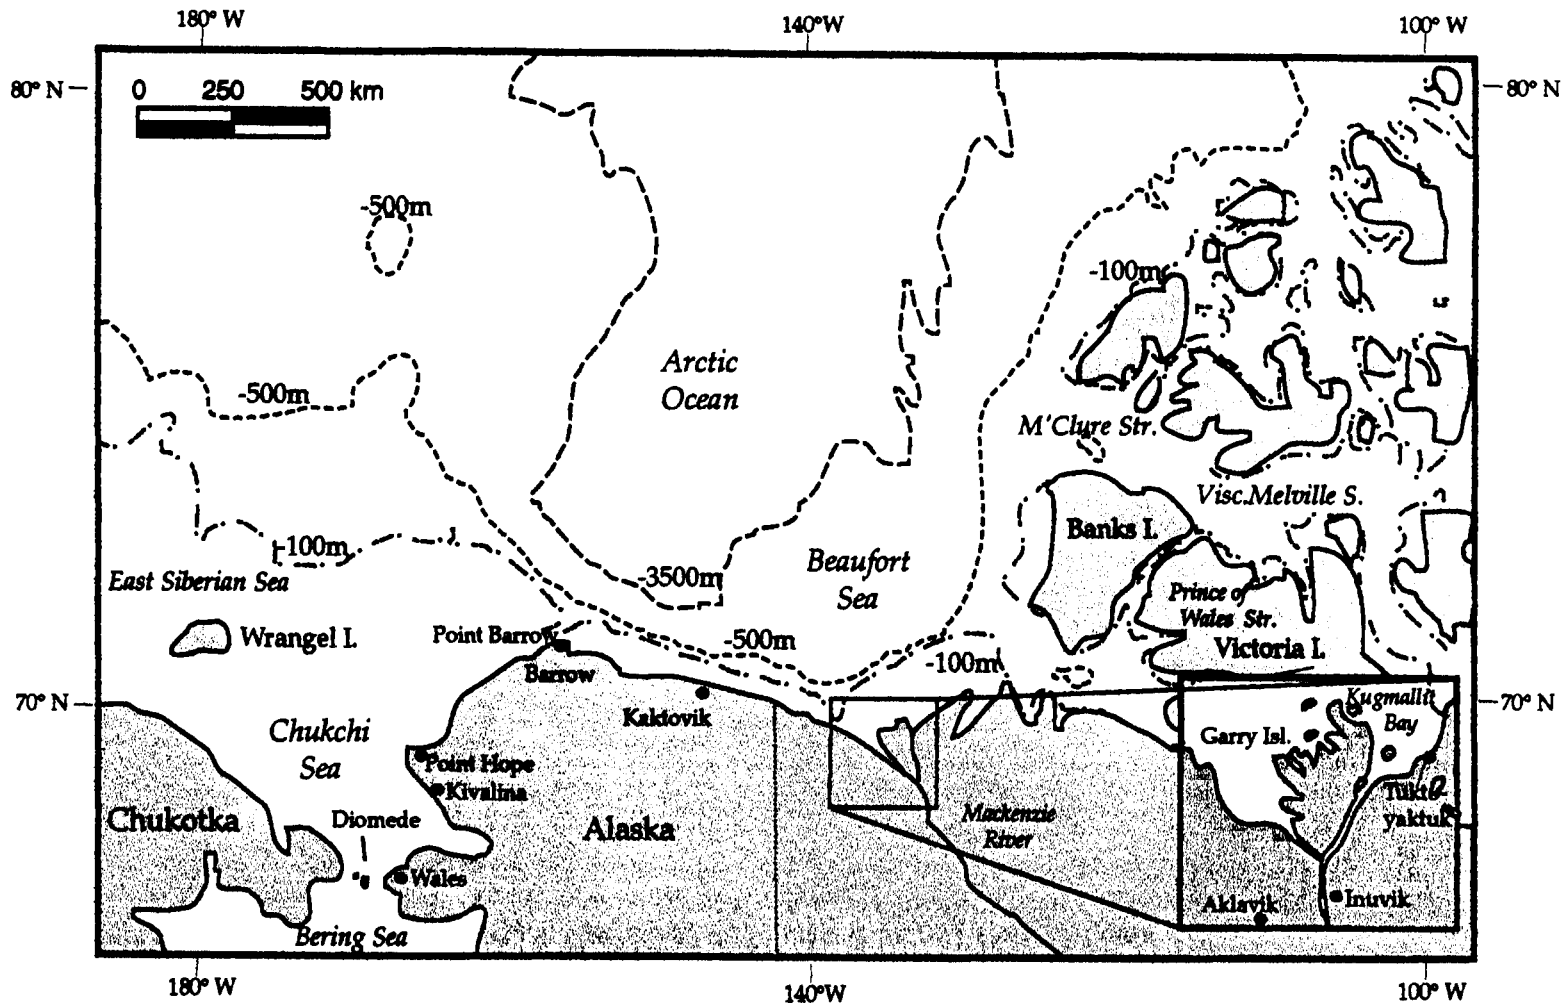 180° W
140°W
100° W
80° N
80° N
0 250 500 km
-500m
-100m
Arctic
Ocean
-500m
M'Clure Str.
Visc.Melville S.
Banks I.
-100m
Beaufort
Sea
East Siberian Sea
-3500m
Prince of
Wales Str.
Wrangel I.
Point Barrow
-500m
Victoria I.
-100m
Barrow
70° N
70° N
Kaktovik
Kugmallit
Bay
Garry Isl.
Chukchi
Sea
Point Hope
Kivalina
Tukto-
yaktuk
Chukotka
Diomede
Alaska
Mackenzie
River
Wales
Aklavik
Inuvik
Bering Sea
180° W
140°W
100° W